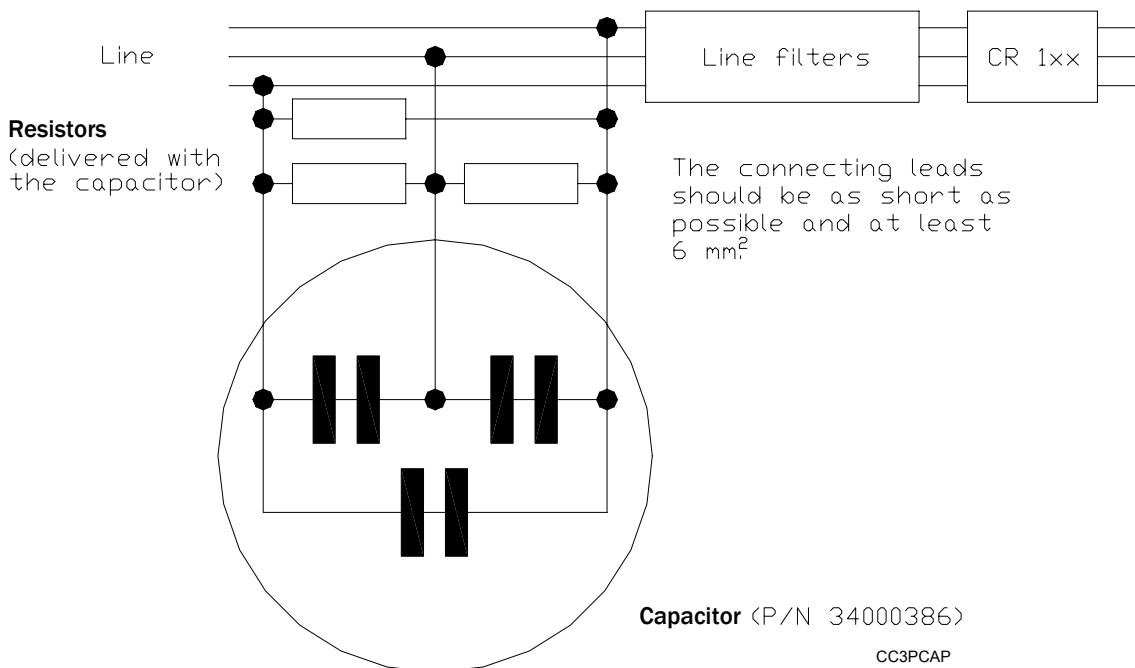 Line
Line filters
CR 1xx
Resistors
(delivered with
the capacitor)
The connecting leads
should be as short as
possible and at least
6 mm².
Capacitor (P/N 34000386)
CC3PCAP